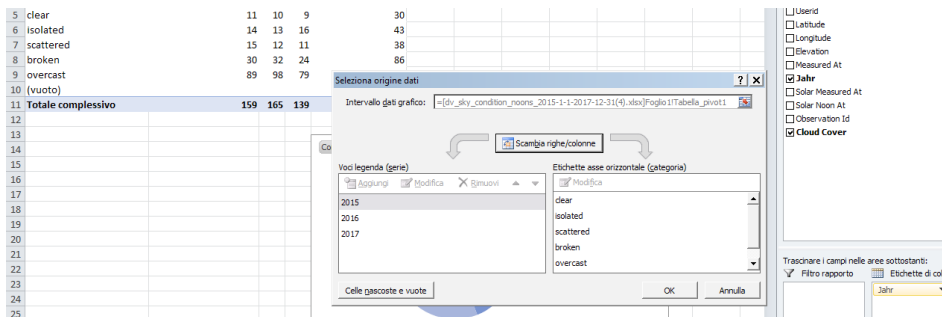 5 clear 11 10 9 30
6 isolated 14 13 16 43
7 scattered 15 12 11 38
8 broken 30 32 24 86
9 overcast 89 98 79
10 (vuoto)
11 Totale complessivo 159 165 139
12
13
14 Co
15
16
17
18
19
20
21
22
23
24
25
Seleziona origine dati
Intervallo dati grafico: =[dv_sky_condition_noons_2015-1-1-2017-12-31(4).xlsx]Foglio1!Tabella_pivot1
Scambia righe/colonne
Voci legenda (serie)
Aggiungi Modifica Rimuovi
2015
2016
2017
Etichette asse orizzontale (categoria)
Modifica
clear
isolated
scattered
broken
overcast
Celle nascoste e vuote OK Annulla
UserId
Latitude
Longitude
Elevation
Measured At
Jahr
Solar Measured At
Solar Noon At
Observation Id
Cloud Cover
Trascinare i campi nelle aree sottostanti:
Filtro rapporto Etichette di col
Jahr